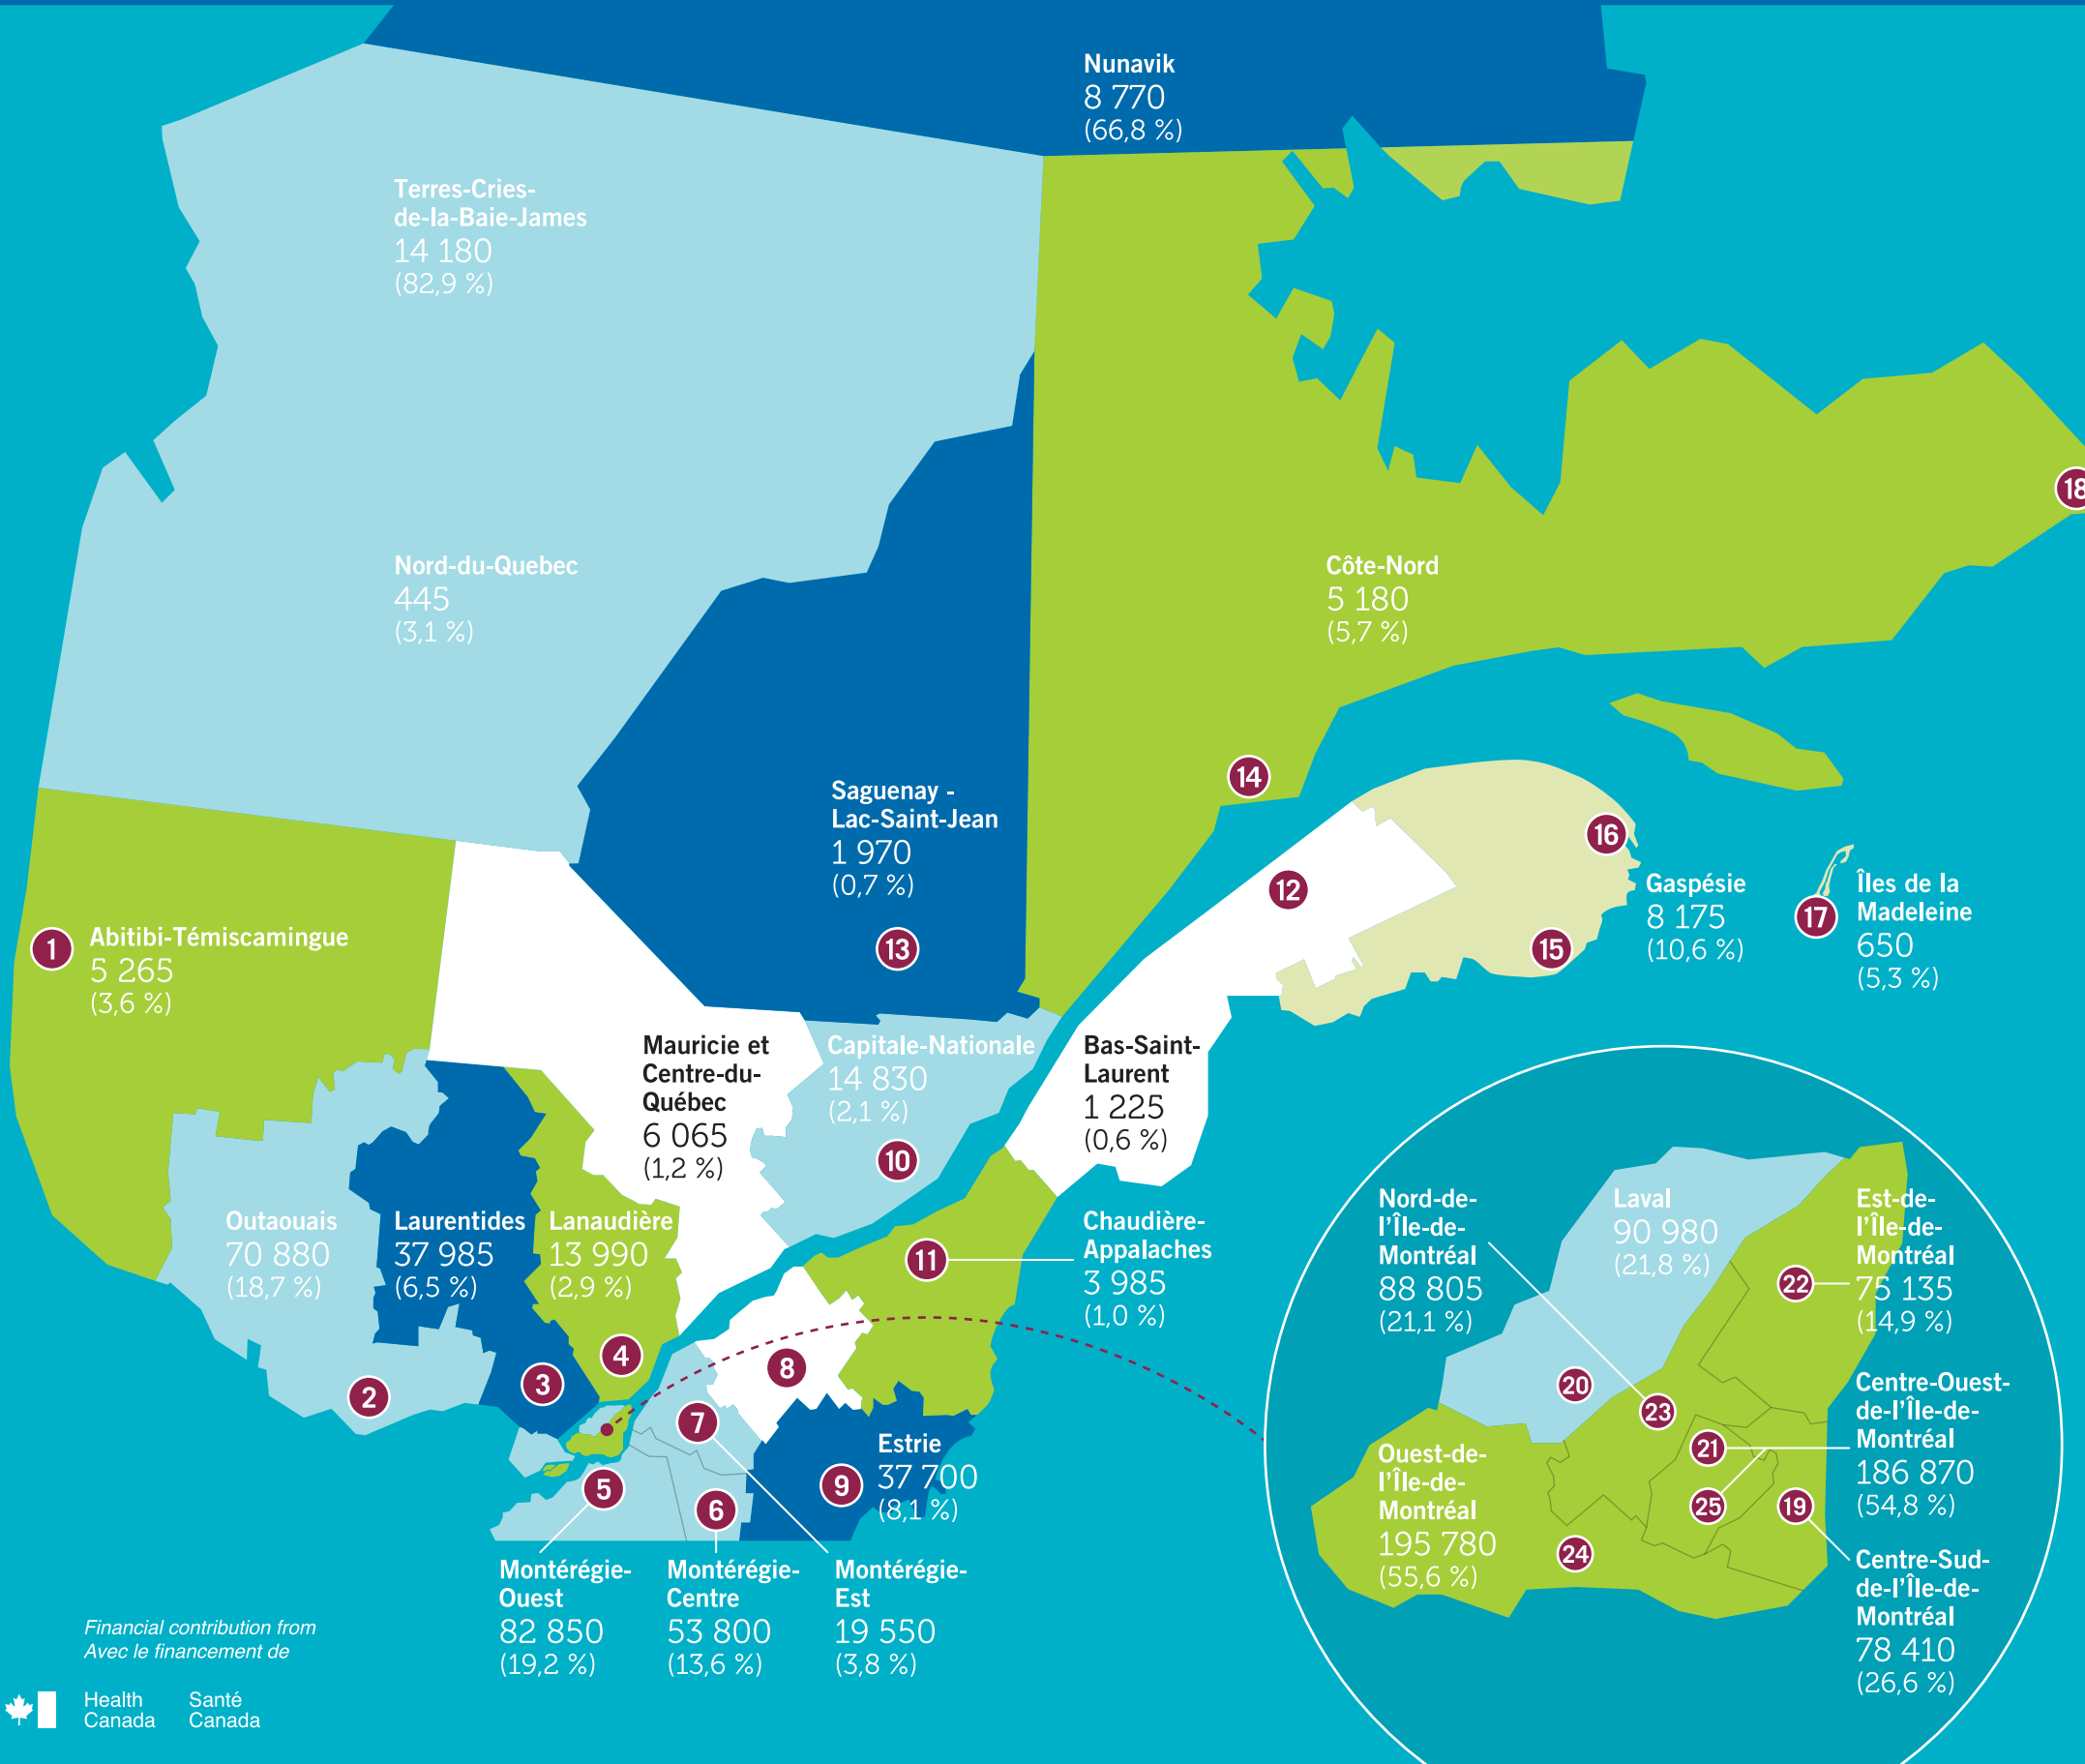 Nunavik
8 770
(66,8 %)
Terres-Cries-
de-la-Baie-James
14 180
(82,9 %)
Nord-du-Quebec
445
(3,1 %)
Côte-Nord
5 180
(5,7 %)
18
14
Saguenay -
Lac-Saint-Jean
1 970
(0,7 %)
13
12
16
15
Gaspésie
8 175
(10,6 %)
17
Îles de la
Madeleine
650
(5,3 %)
1
Abitibi-Témiscamingue
5 265
(3,6 %)
Mauricie et
Centre-du-
Québec
6 065
(1,2 %)
Capitale-Nationale
14 830
(2,1 %)
10
Bas-Saint-
Laurent
1 225
(0,6 %)
Outaouais
70 880
(18,7 %)
2
Laurentides
37 985
(6,5 %)
3
Lanaudière
13 990
(2,9 %)
4
11
Chaudière-
Appalaches
3 985
(1,0 %)
8
7
9
Estrie
37 700
(8,1 %)
5
6
Montérégie-
Ouest
82 850
(19,2 %)
Montérégie-
Centre
53 800
(13,6 %)
Montérégie-
Est
19 550
(3,8 %)
Nord-de-
l'Île-de-
Montréal
88 805
(21,1 %)
Laval
90 980
(21,8 %)
Est-de-
l'Île-de-
Montréal
75 135
(14,9 %)
22
20
23
21
Centre-Ouest-
de-l'Île-de-
Montréal
186 870
(54,8 %)
25
19
24
Ouest-de-
l'Île-de-
Montréal
195 780
(55,6 %)
Centre-Sud-
de-l'Île-de-
Montréal
78 410
(26,6 %)
Financial contribution from
Avec le financement de
Health
Canada
Santé
Canada